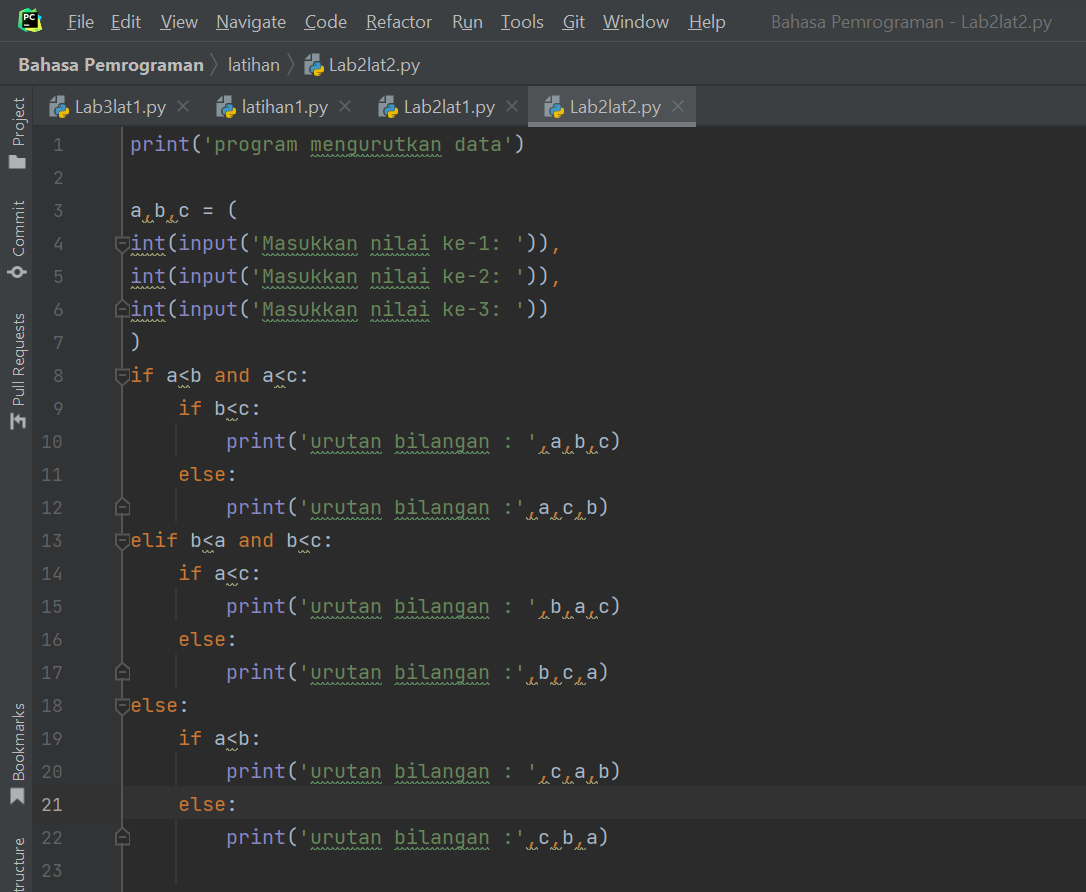 PC
File Edit View Navigate Code Refactor Run Tools Git Window Help Bahasa Pemrograman - Lab2lat2.py
Bahasa Pemrograman latihan Lab2lat2.py
Lab3lat1.py latihan1.py Lab2lat1.py Lab2lat2.py
Project
Commit
Pull Requests
Bookmarks
tructure
1 print('program mengurutkan data')
2
3 a,b,c = (
4 int(input('Masukkan nilai ke-1: ')),
5 int(input('Masukkan nilai ke-2: ')),
6 int(input('Masukkan nilai ke-3: '))
7 )
8 if a<b and a<c:
9     if b<c:
10         print('urutan bilangan : ',a,b,c)
11     else:
12         print('urutan bilangan :',a,c,b)
13 elif b<a and b<c:
14     if a<c:
15         print('urutan bilangan : ',b,a,c)
16     else:
17         print('urutan bilangan :',b,c,a)
18 else:
19     if a<b:
20         print('urutan bilangan : ',c,a,b)
21     else:
22         print('urutan bilangan :',c,b,a)
23